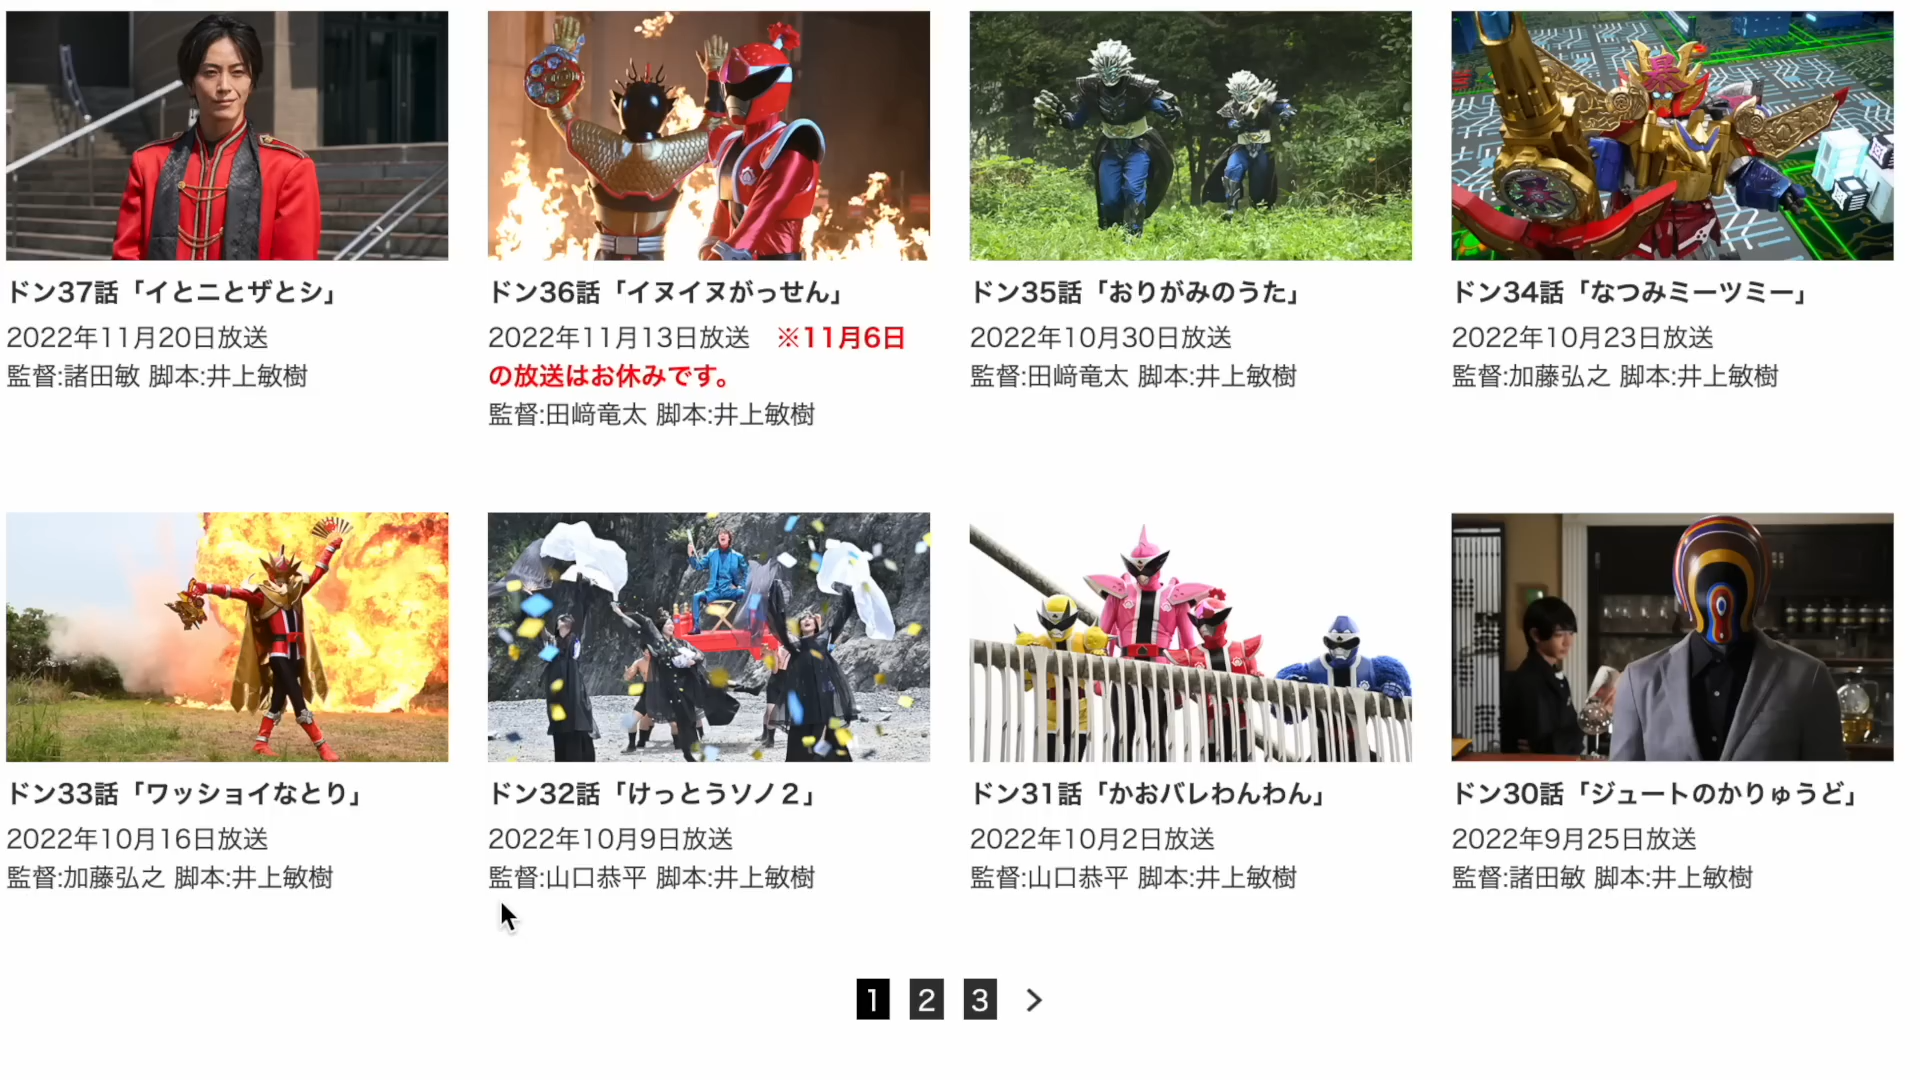 暴
ドン37話「イとニとザとシ」
2022年11月20日放送
監督:諸田敏 脚本:井上敏樹
ドン36話「イヌイヌがっせん」
2022年11月13日放送　※11月6日
の放送はお休みです。
監督:田﨑竜太 脚本:井上敏樹
ドン35話「おりがみのうた」
2022年10月30日放送
監督:田﨑竜太 脚本:井上敏樹
ドン34話「なつみミーツミー」
2022年10月23日放送
監督:加藤弘之 脚本:井上敏樹
ドン33話「ワッショイなとり」
2022年10月16日放送
監督:加藤弘之 脚本:井上敏樹
ドン32話「けっとうソノ２」
2022年10月9日放送
監督:山口恭平 脚本:井上敏樹
ドン31話「かおバレわんわん」
2022年10月2日放送
監督:山口恭平 脚本:井上敏樹
ドン30話「ジュートのかりゅうど」
2022年9月25日放送
監督:諸田敏 脚本:井上敏樹
1 2 3 >